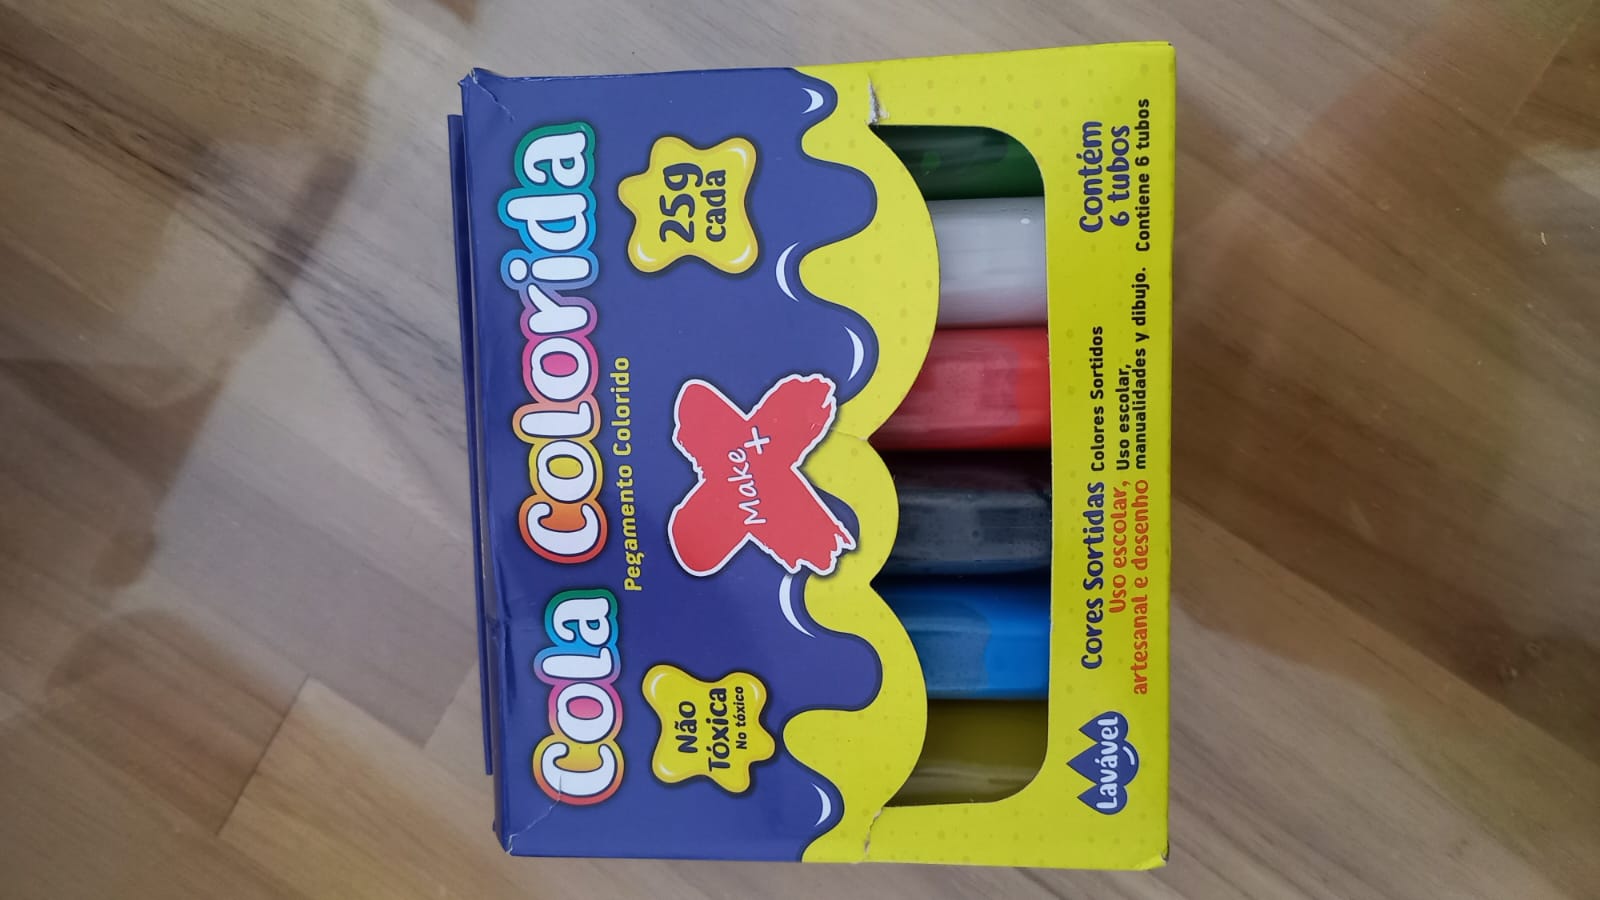 Cola Colorida
Pegamento Colorido
Não
Tóxica
No tóxico
Make
+
25g
cada
Lavável
Cores Sortidas
Uso escolar,
artesanal e desenho
Colores Sortidos
Uso escolar,
manualidades y dibujo.
Contém
6 tubos
Contiene 6 tubos